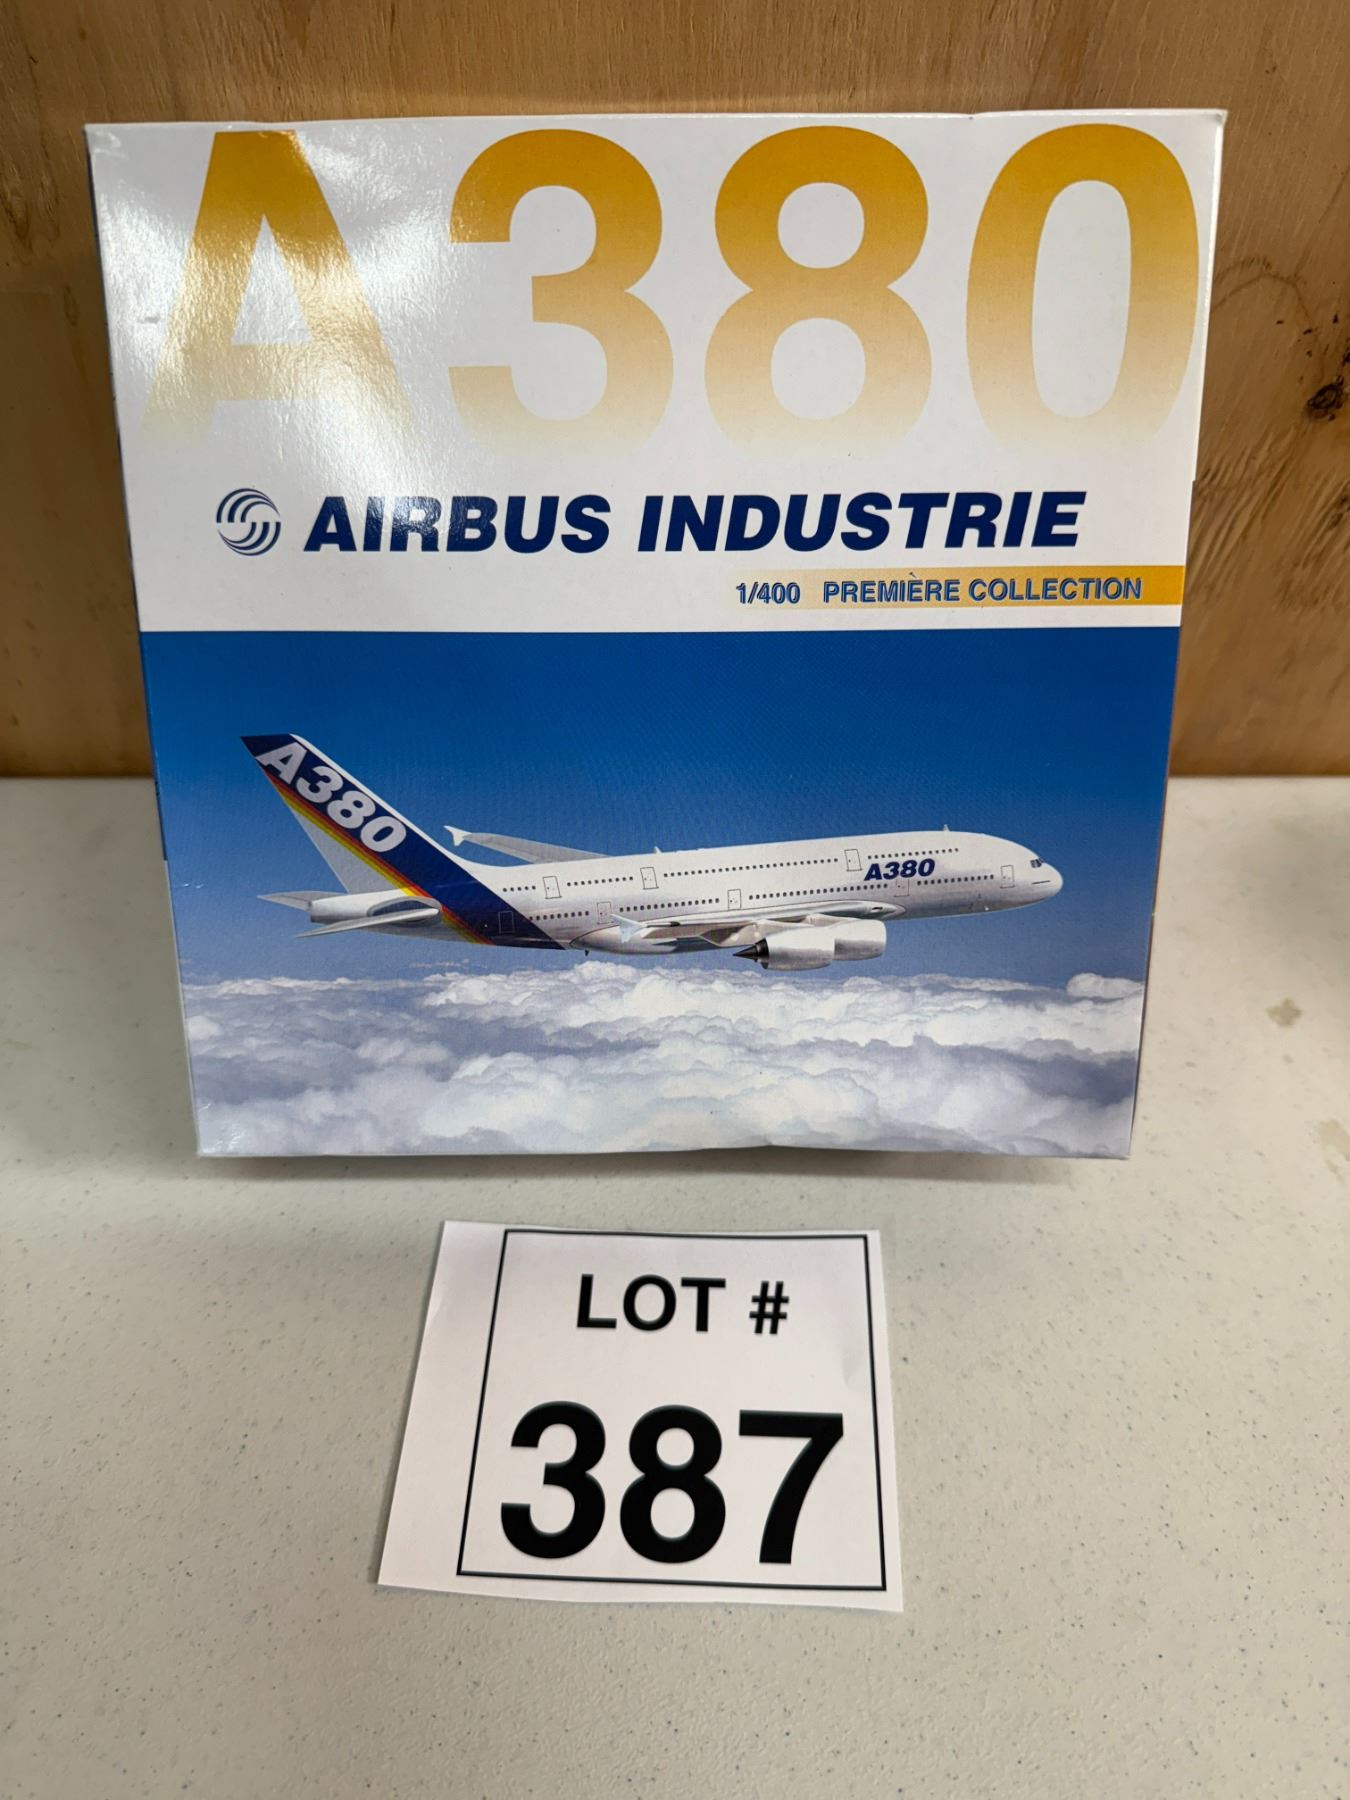 A380
AIRBUS INDUSTRIE
1/400 PREMIÈRE COLLECTION
A380
A380
LOT #
387